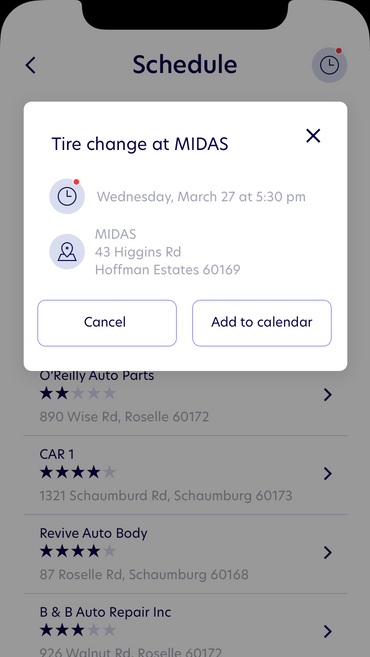 Schedule
Tire change at MIDAS
Wednesday, March 27 at 5:30 pm
MIDAS
43 Higgins Rd
Hoffman Estates 60169
Cancel
Add to calendar
O'Reilly Auto Parts
890 Wise Rd, Roselle 60172
CAR 1
1321 Schaumburd Rd, Schaumburg 60173
Revive Auto Body
87 Roselle Rd, Schaumburg 60168
B & B Auto Repair Inc
926 Walnut Rd, Roselle 60172